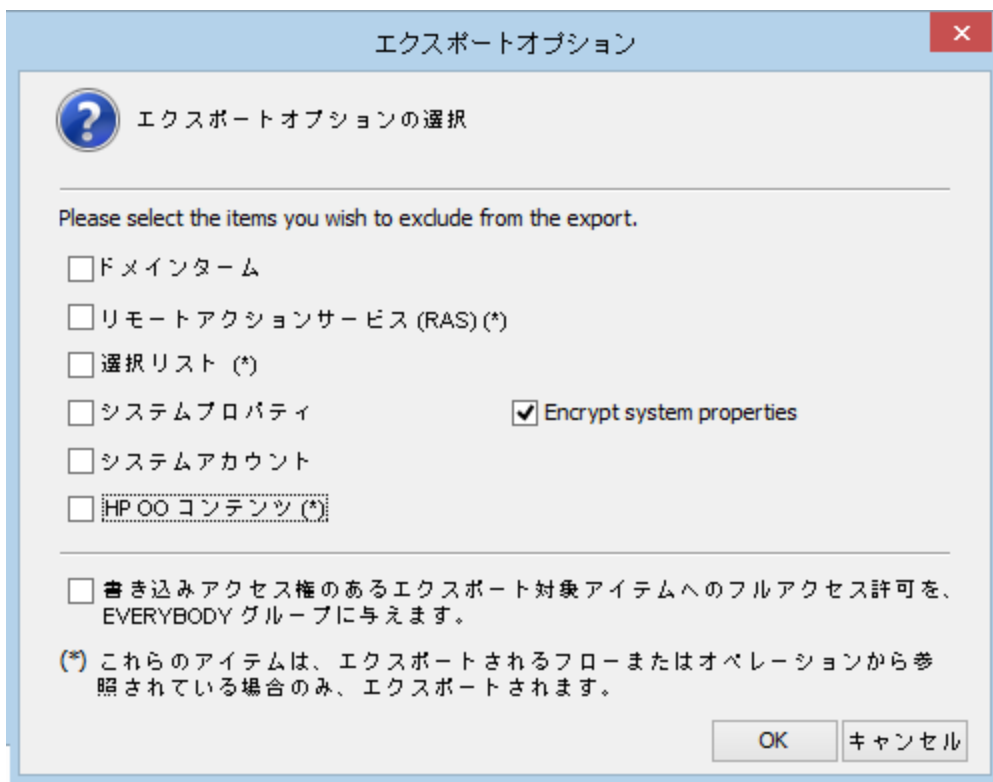 エクスポートオプション
エクスポートオプションの選択
Please select the items you wish to exclude from the export.
ドメインターム
リモートアクションサービス (RAS) (*)
選択リスト (*)
システムプロパティ
Encrypt system properties
システムアカウント
HP OO コンテンツ (*)
書き込みアクセス権のあるエクスポート対象アイテムへのフルアクセス許可を、
EVERYBODY グループに与えます。
(*) これらのアイテムは、エクスポートされるフローまたはオペレーションから参
照されている場合のみ、エクスポートされます。
OK
キャンセル